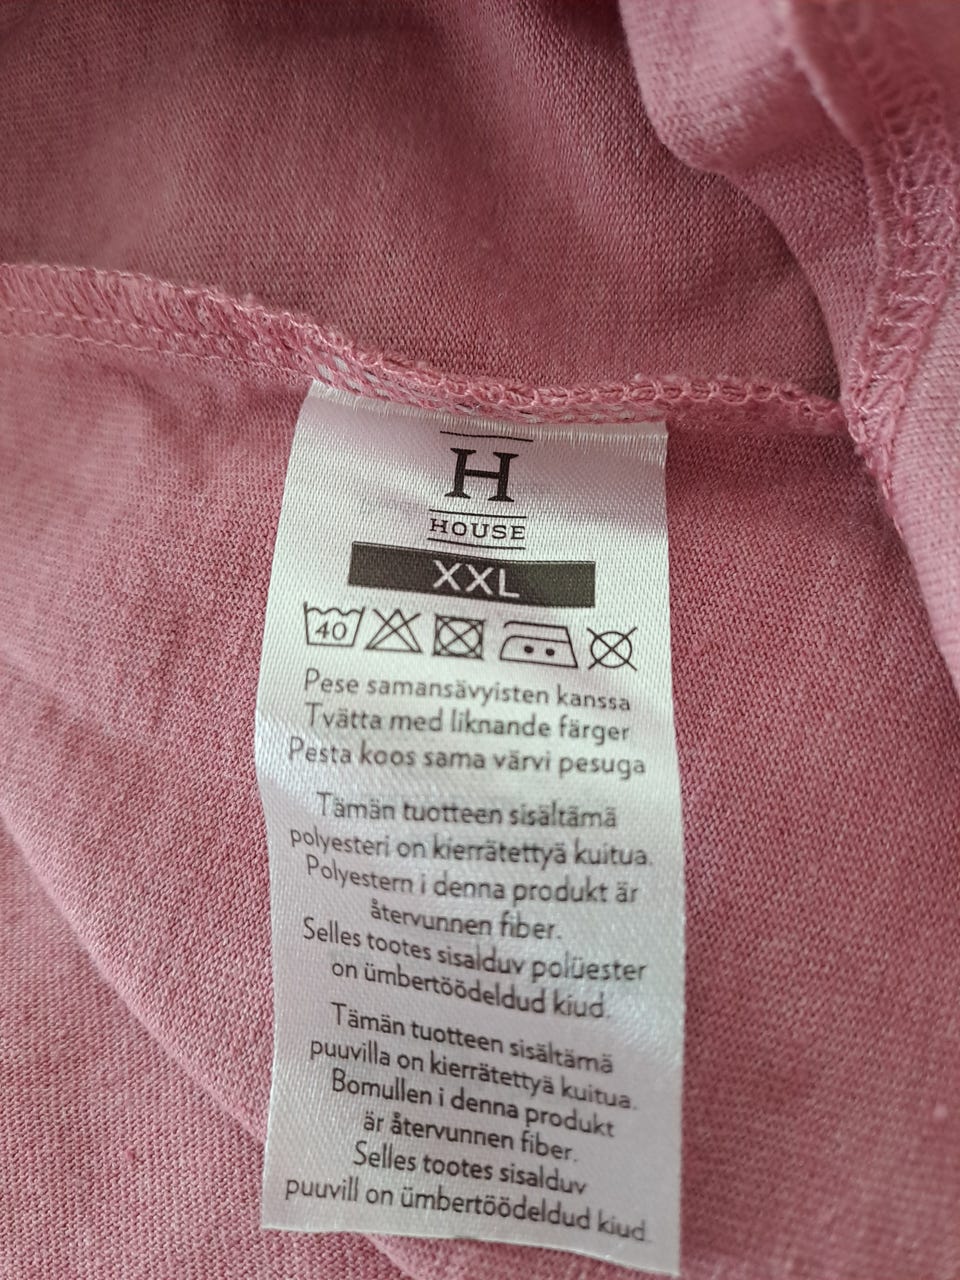 H
HOUSE
XXL
40
Pese samansävyisten kanssa
Tvätta med liknande färger
Pesta koos sama värvi pesuga
Tämän tuotteen sisältämä
polyesteri on kierrätettyä kuitua.
Polyestern i denna produkt är
återvunnen fiber.
Selles tootes sisalduv polüester
on ümbertöödeldud kiud.
Tämän tuotteen sisältämä
puuvilla on kierrätettyä kuitua.
Bomullen i denna produkt
är återvunnen fiber.
Selles tootes sisalduv
puuvill on ümbertöödeldud kiud.